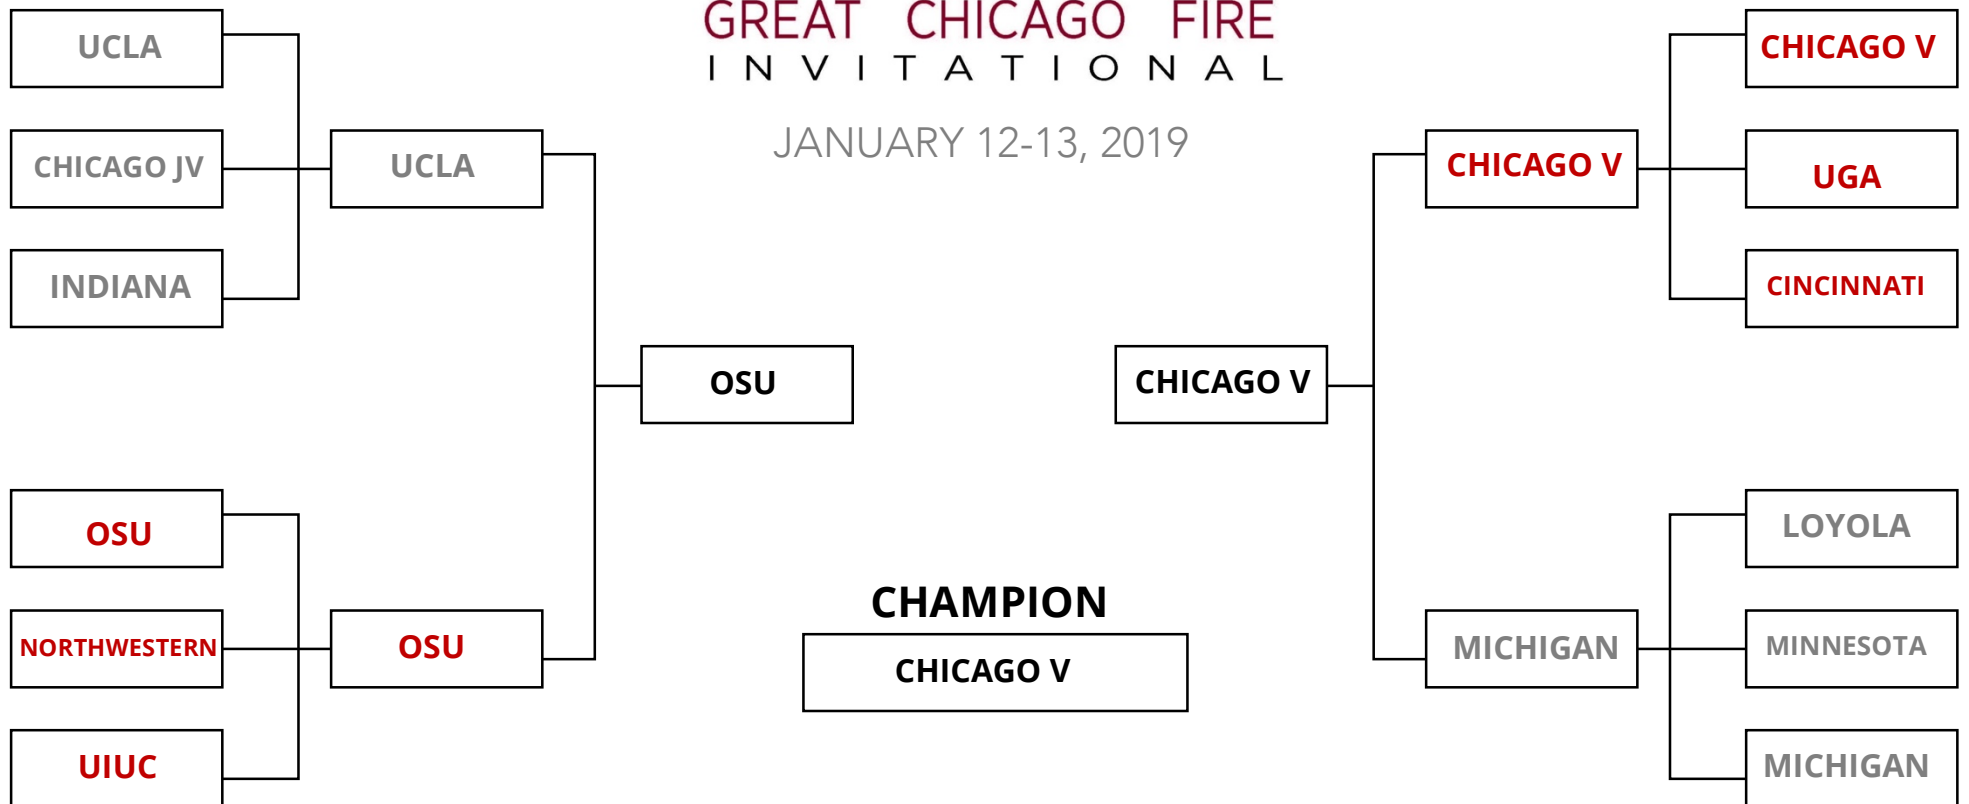 GREAT CHICAGO FIRE
INVITATIONAL
JANUARY 12-13, 2019
UCLA
CHICAGO JV
INDIANA
UCLA
OSU
NORTHWESTERN
UIUC
OSU
OSU
CHICAGO V
CHICAGO V
UGA
CINCINNATI
CHICAGO V
LOYOLA
MINNESOTA
MICHIGAN
MICHIGAN
CHAMPION
CHICAGO V